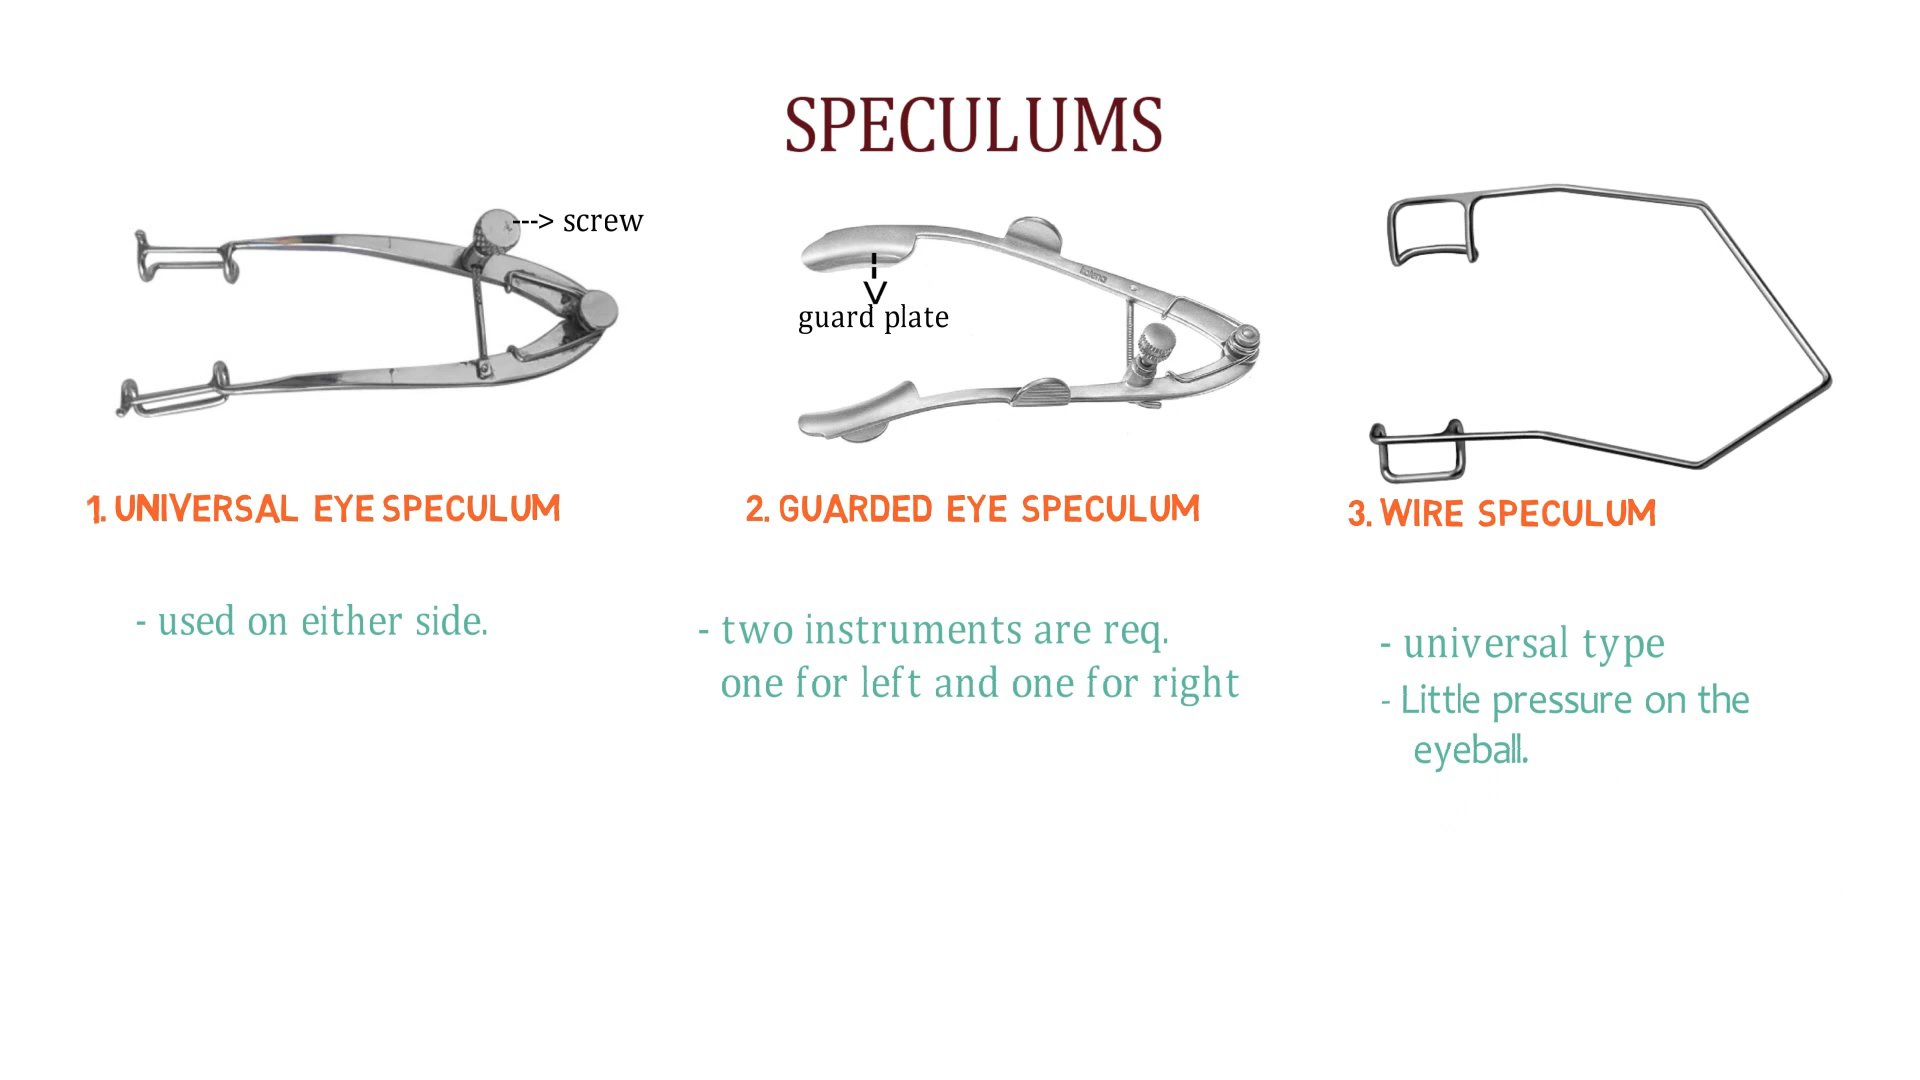 SPECULUMS
---> screw
guard plate
1. UNIVERSAL EYE SPECULUM
2. GUARDED EYE SPECULUM
3. WIRE SPECULUM
- used on either side.
- two instruments are req.
one for left and one for right
- universal type
- Little pressure on the
eyeball.